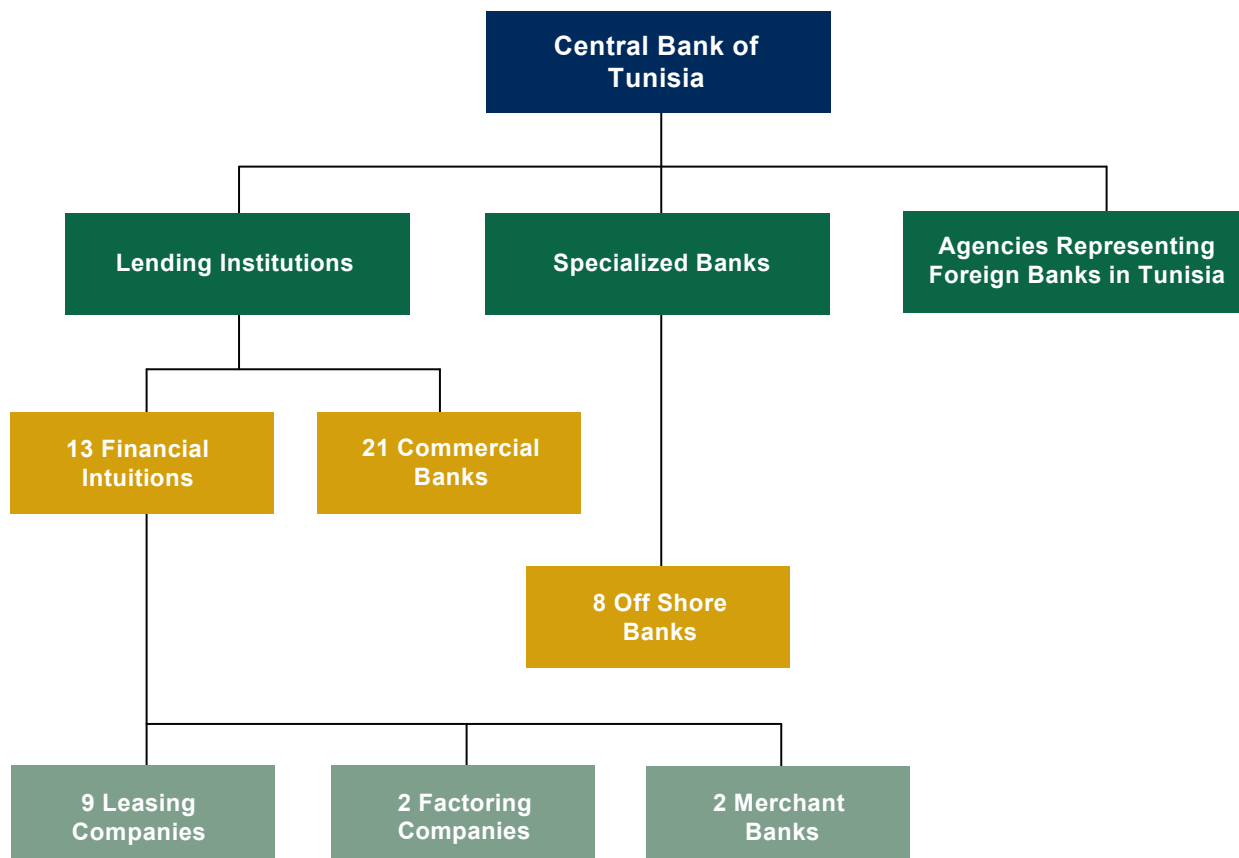 Central Bank of
Tunisia
Lending Institutions
Specialized Banks
Agencies Representing
Foreign Banks in Tunisia
13 Financial
Intuitions
21 Commercial
Banks
8 Off Shore
Banks
9 Leasing
Companies
2 Factoring
Companies
2 Merchant
Banks